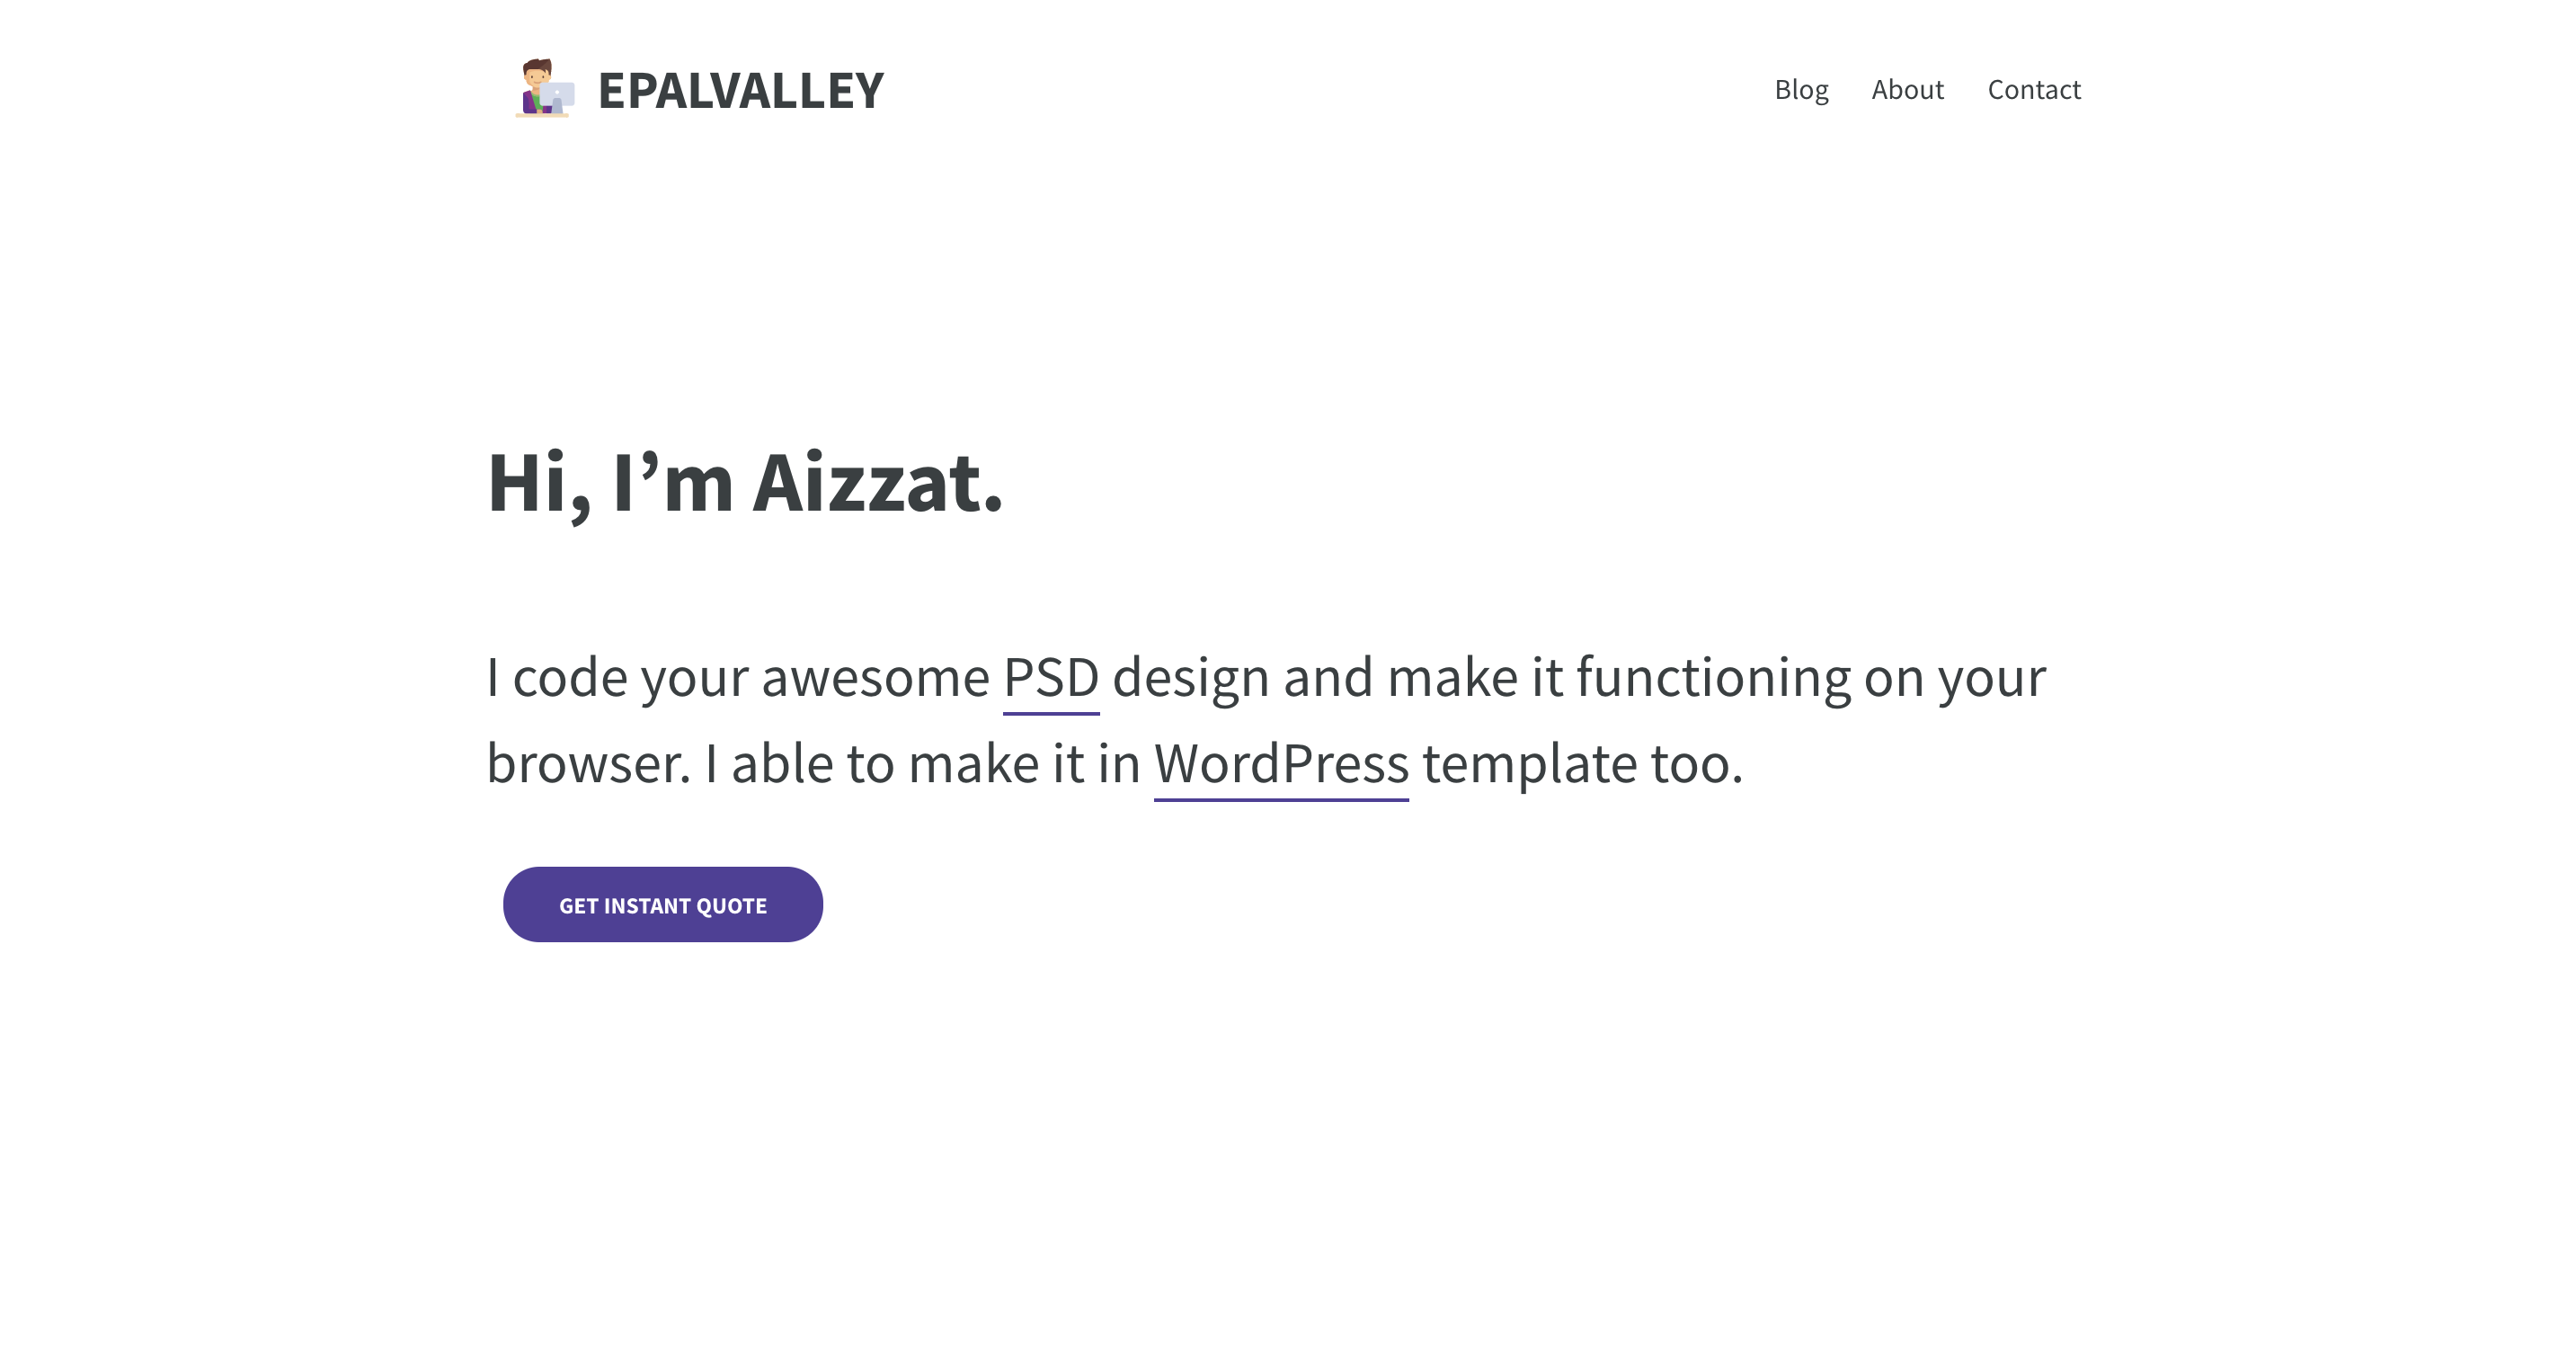 EPALVALLEY
Blog About Contact
Hi, I’m Aizzat.
I code your awesome PSD design and make it functioning on your
browser. I able to make it in WordPress template too.
GET INSTANT QUOTE